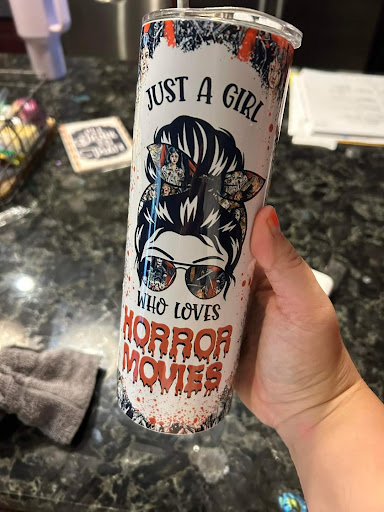 JUST A GIRL
WHO LOVES
HORROR
MOVIES